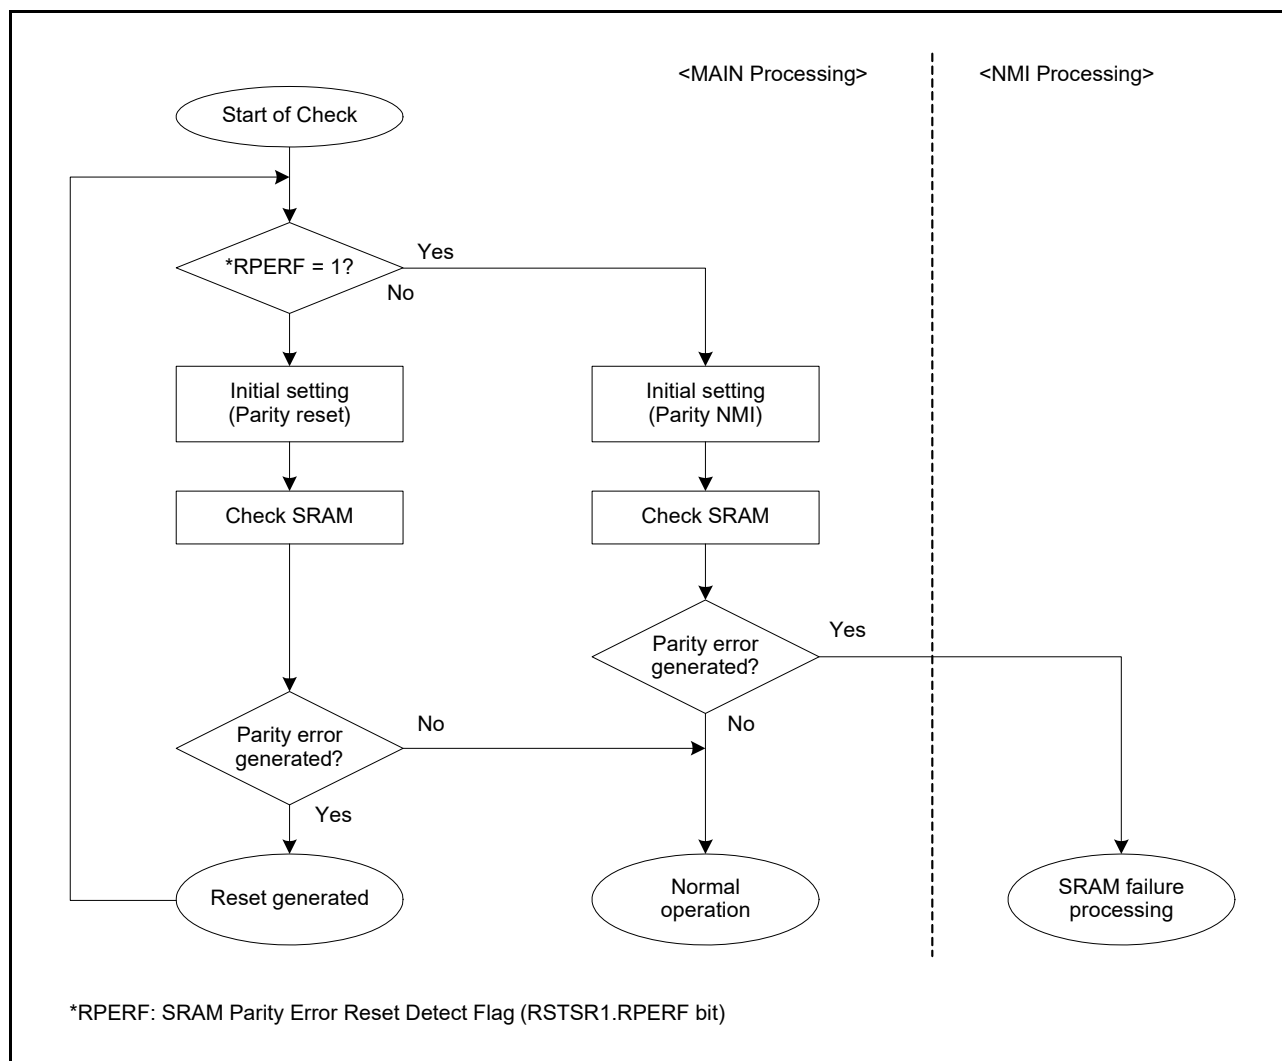 <MAIN Processing>
<NMI Processing>
Start of Check
*RPERF = 1?
Yes
No
Initial setting
(Parity reset)
Initial setting
(Parity NMI)
Check SRAM
Check SRAM
Parity error
generated?
Yes
No
Parity error
generated?
No
Yes
Reset generated
Normal
operation
SRAM failure
processing
*RPERF: SRAM Parity Error Reset Detect Flag (RSTSR1.RPERF bit)